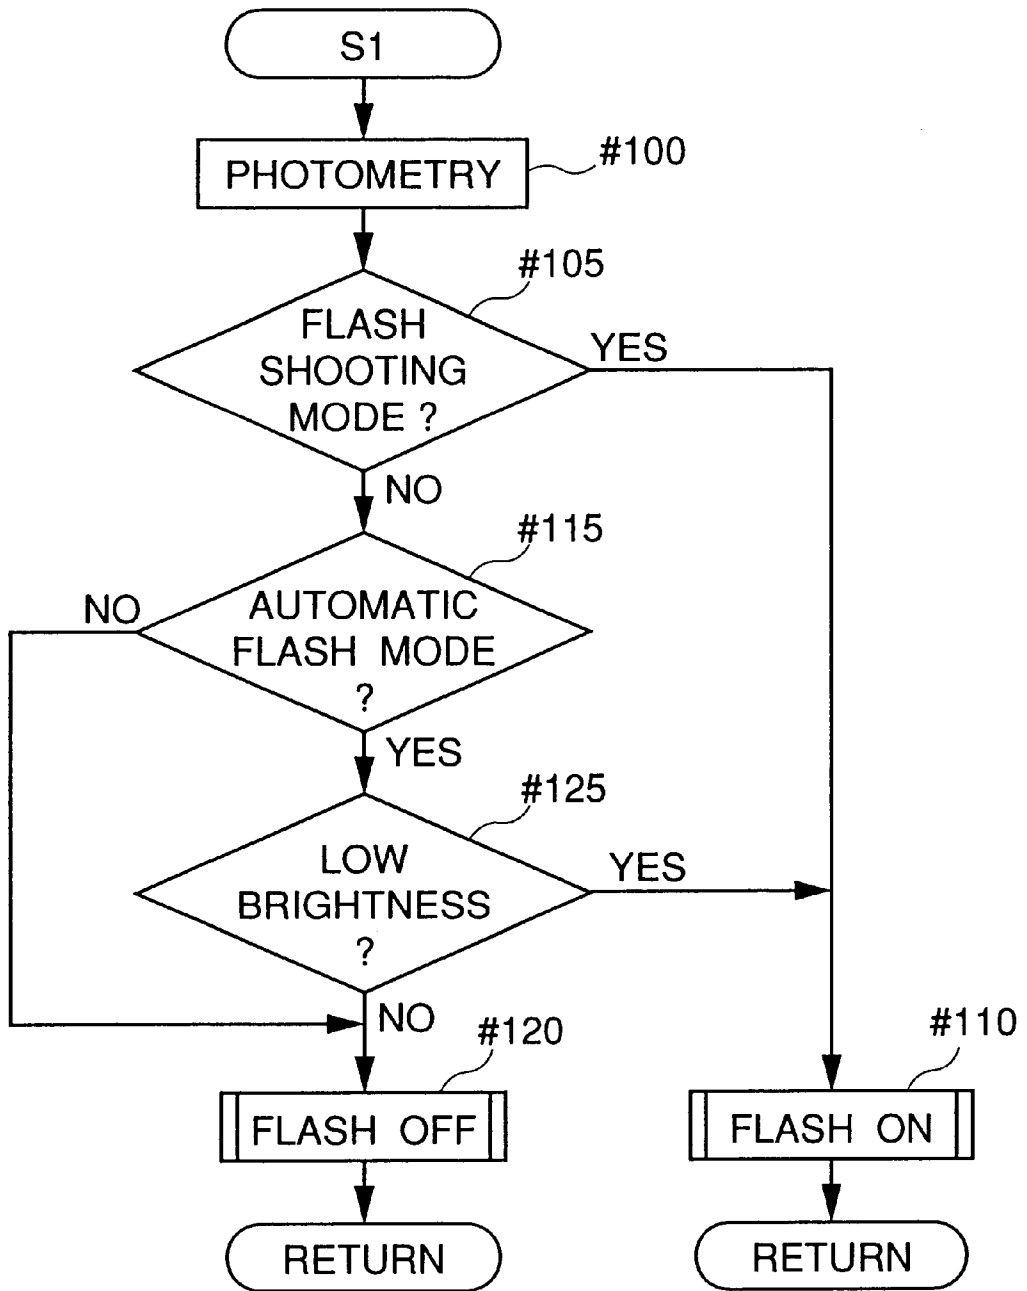 S1
PHOTOMETRY
#100
#105
FLASH
SHOOTING
MODE ?
YES
NO
#115
NO
AUTOMATIC
FLASH MODE
?
YES
#125
LOW
BRIGHTNESS
?
YES
NO
#120
#110
FLASH OFF
FLASH ON
RETURN
RETURN